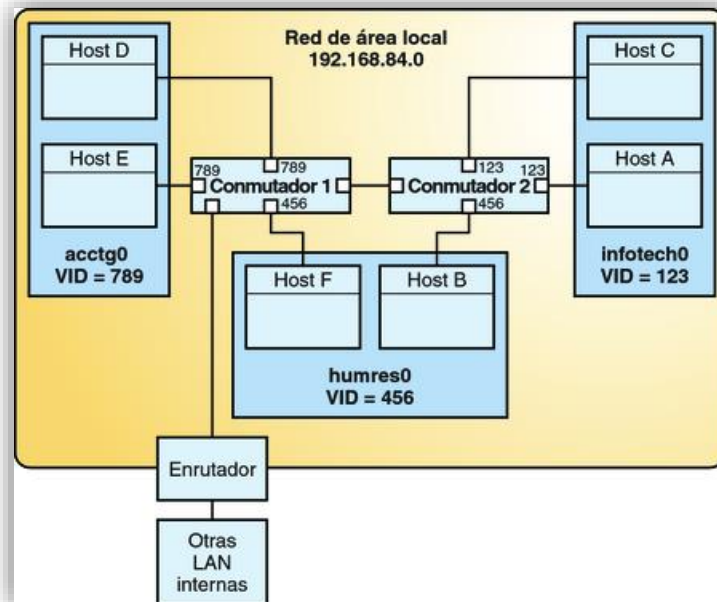 Red de área local
192.168.84.0
Host D
Host E
acctg0
VID = 789
789
789
Conmutador 1
456
123
123
Conmutador 2
456
Host C
Host A
infotech0
VID = 123
Host F
Host B
humres0
VID = 456
Enrutador
Otras
LAN
internas